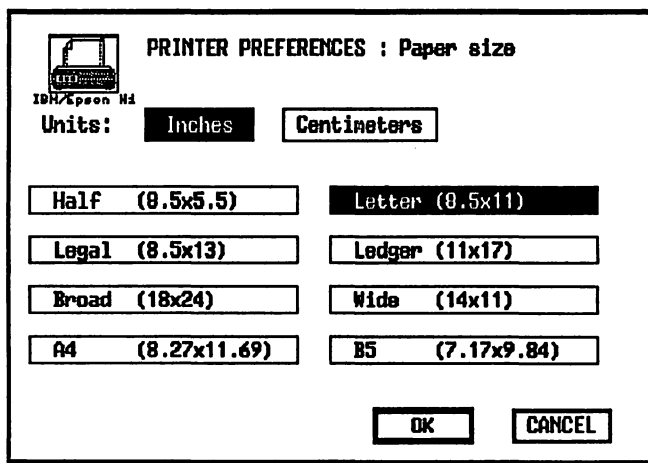 PRINTER PREFERENCES : Paper size
IBM/Epson Hi
Units: Inches Centimeters
Half (8.5x5.5) Letter (8.5x11)
Legal (8.5x13) Ledger (11x17)
Broad (18x24) Wide (14x11)
A4 (8.27x11.69) B5 (7.17x9.84)
OK CANCEL